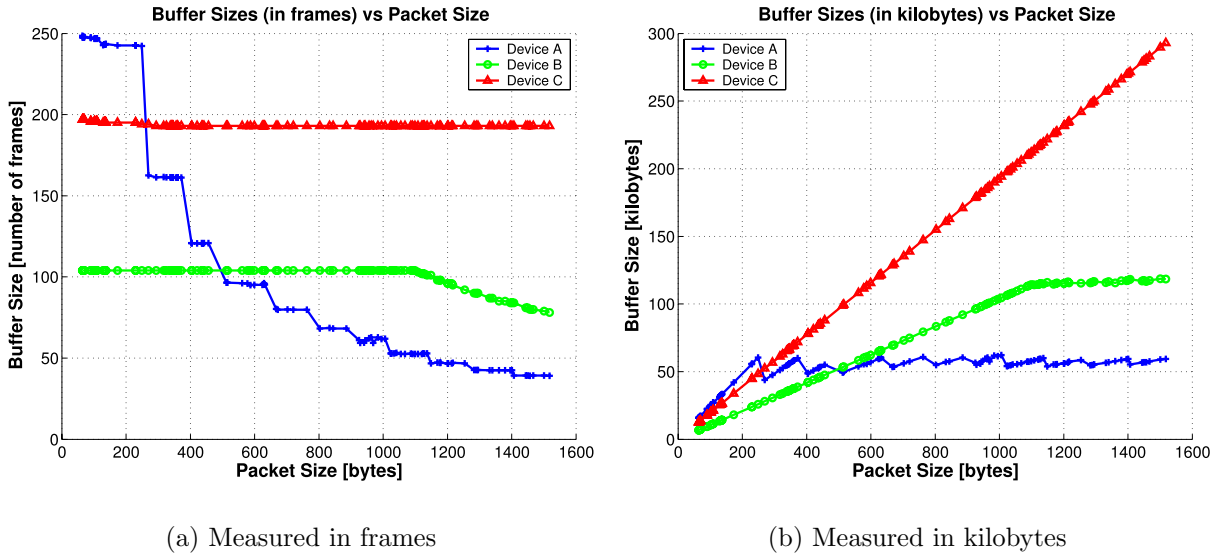 Buffer Sizes (in frames) vs Packet Size
250
200
150
100
50
0
Buffer Size [number of frames]
Device A
Device B
Device C
0 200 400 600 800 1000 1200 1400 1600
Packet Size [bytes]
(a) Measured in frames
Buffer Sizes (in kilobytes) vs Packet Size
300
250
200
150
100
50
0
Buffer Size [kilobytes]
Device A
Device B
Device C
0 200 400 600 800 1000 1200 1400 1600
Packet Size [bytes]
(b) Measured in kilobytes